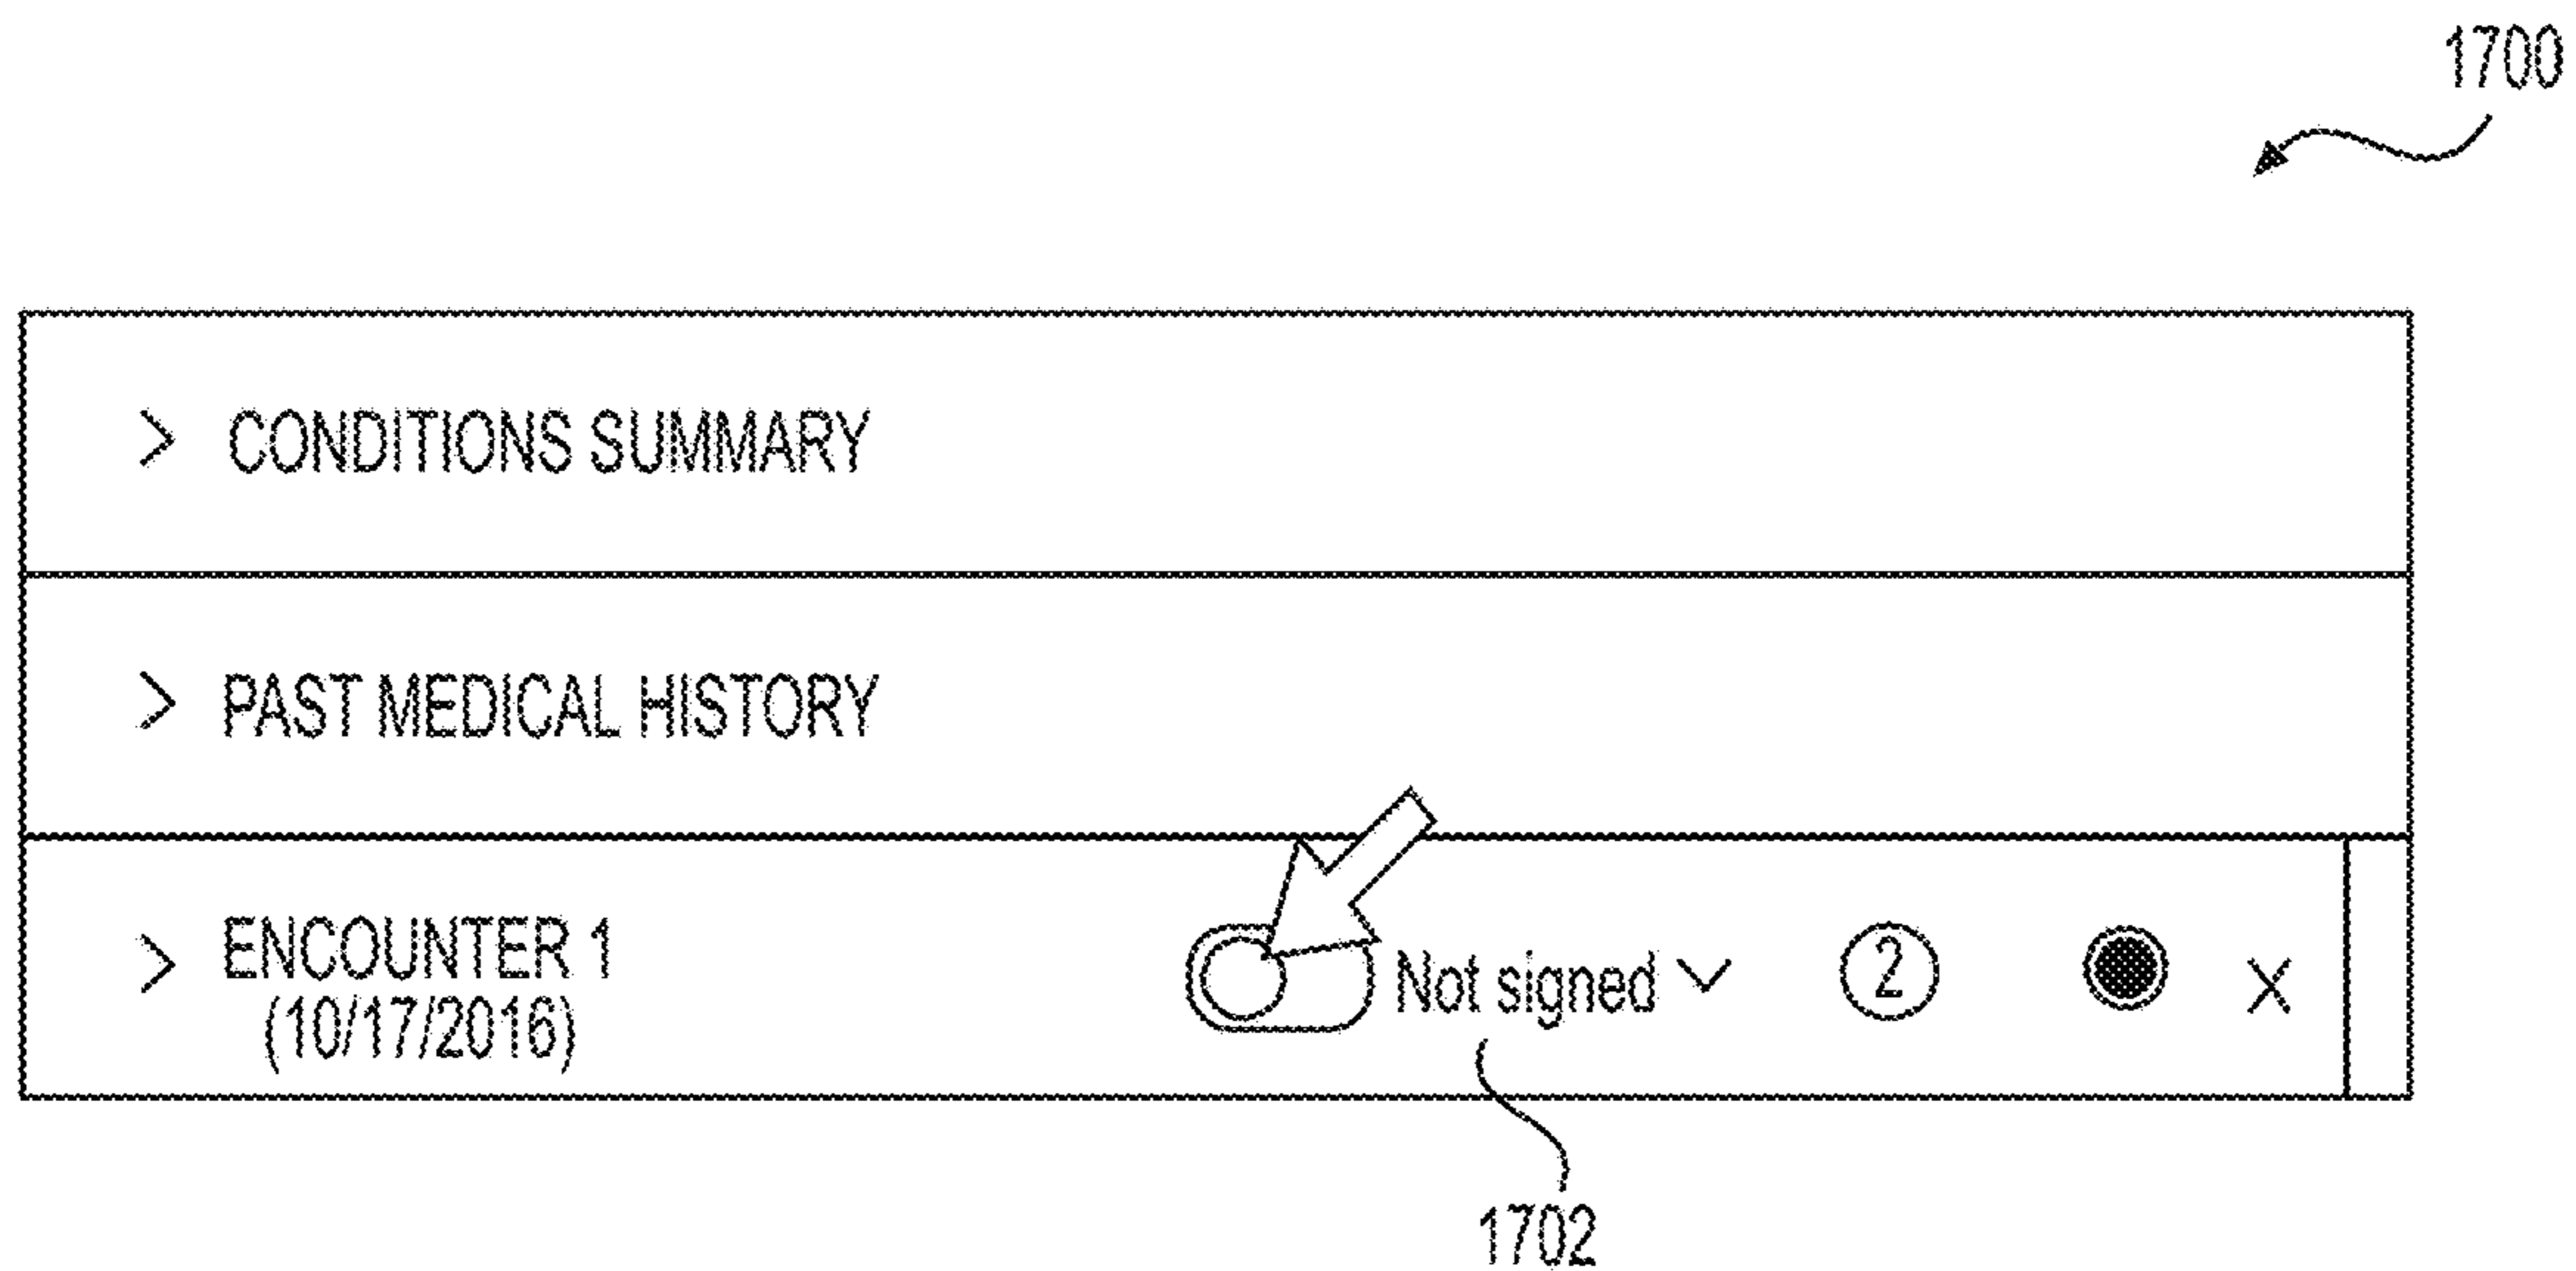 1700
> CONDITIONS SUMMARY
> PAST MEDICAL HISTORY
> ENCOUNTER 1
(10/17/2016)
Not signed
2
X
1702